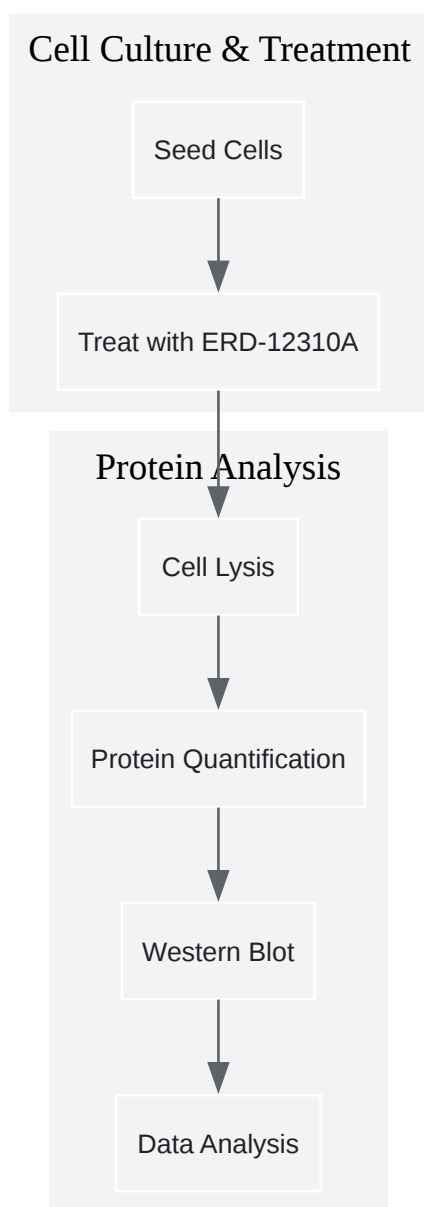 Cell Culture & Treatment
Seed Cells
Treat with ERD-12310A
Protein Analysis
Cell Lysis
Protein Quantification
Western Blot
Data Analysis